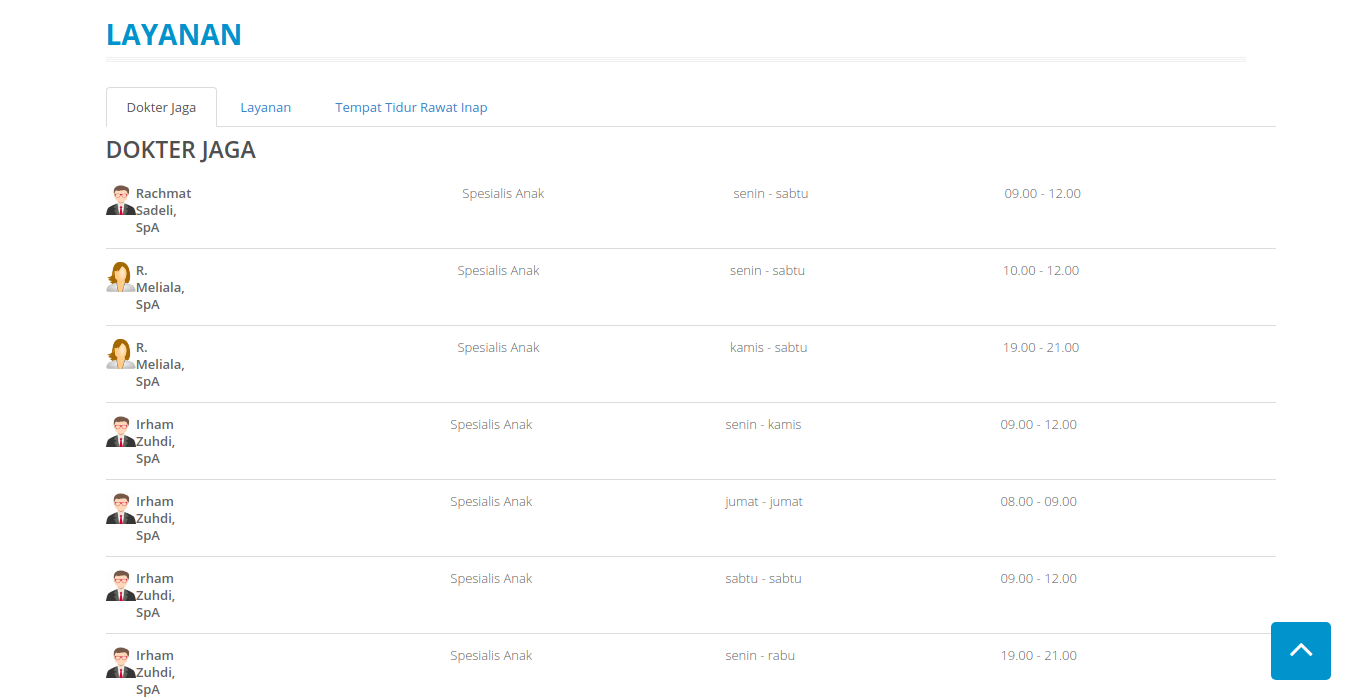 LAYANAN
Dokter Jaga Layanan Tempat Tidur Rawat Inap
DOKTER JAGA
Rachmat Spesialis Anak senin - sabtu 09.00 - 12.00
Sadeli,
SpA
R. Spesialis Anak senin - sabtu 10.00 - 12.00
Meliala,
SpA
R. Spesialis Anak kamis - sabtu 19.00 - 21.00
Meliala,
SpA
Irham Spesialis Anak senin - kamis 09.00 - 12.00
Zuhdi,
SpA
Irham Spesialis Anak jumat - jumat 08.00 - 09.00
Zuhdi,
SpA
Irham Spesialis Anak sabtu - sabtu 09.00 - 12.00
Zuhdi,
SpA
Irham Spesialis Anak senin - rabu 19.00 - 21.00
Zuhdi,
SpA